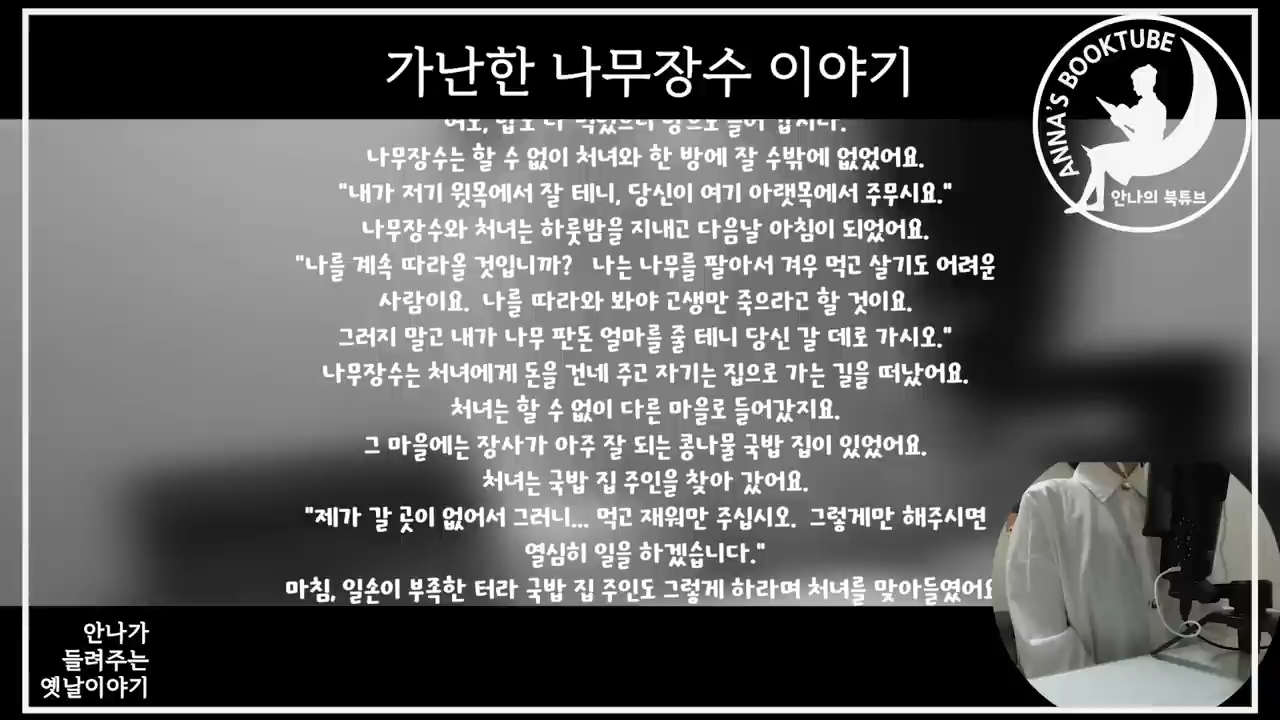 가난한 나무장수 이야기
ANNA'S BOOKTUBE
안나의 북튜브
나무장수는 할 수 없이 처녀와 한 방에 잘 수밖에 없었어요.
"내가 저기 윗목에서 잘 테니, 당신이 여기 아랫목에서 주무시요."
나무장수와 처녀는 하룻밤을 지내고 다음날 아침이 되었어요.
"나를 계속 따라올 것입니까? 나는 나무를 팔아서 겨우 먹고 살기도 어려운
사람이요. 나를 따라와 봐야 고생만 죽으라고 할 것이요.
그러지 말고 내가 나무 판돈 얼마를 줄 테니 당신 갈 데로 가시오."
나무장수는 처녀에게 돈을 건네 주고 자기는 집으로 가는 길을 떠났어요.
처녀는 할 수 없이 다른 마을로 들어갔지요.
그 마을에는 장사가 아주 잘 되는 콩나물 국밥 집이 있었어요.
처녀는 국밥 집 주인을 찾아 갔어요.
"제가 갈 곳이 없어서 그러니... 먹고 재워만 주십시오. 그렇게만 해주시면
열심히 일을 하겠습니다."
마침, 일손이 부족한 터라 국밥 집 주인도 그렇게 하라며 처녀를 맞아들였어요
안나가
들려주는
옛날이야기